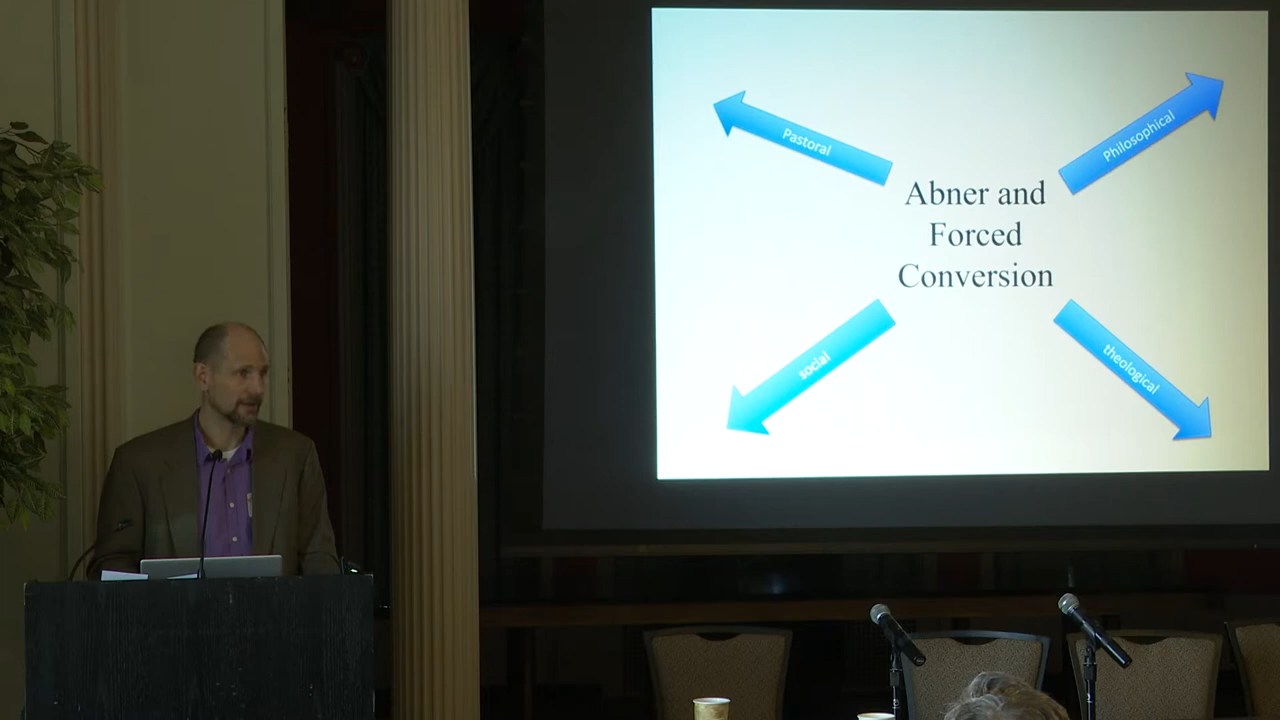 Pastoral
Philosophical
Abner and
Forced
Conversion
social
theological